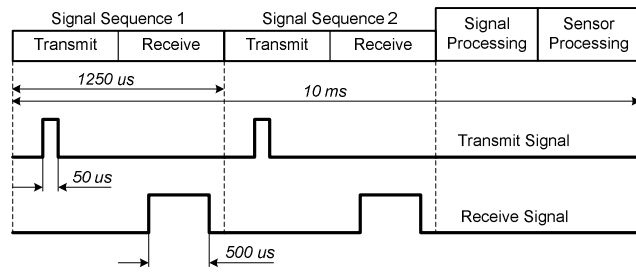 Signal Sequence 1
Signal Sequence 2
Signal
Processing
Sensor
Processing
Transmit
Receive
Transmit
Receive
1250 us
10 ms
Transmit Signal
50 us
Receive Signal
500 us